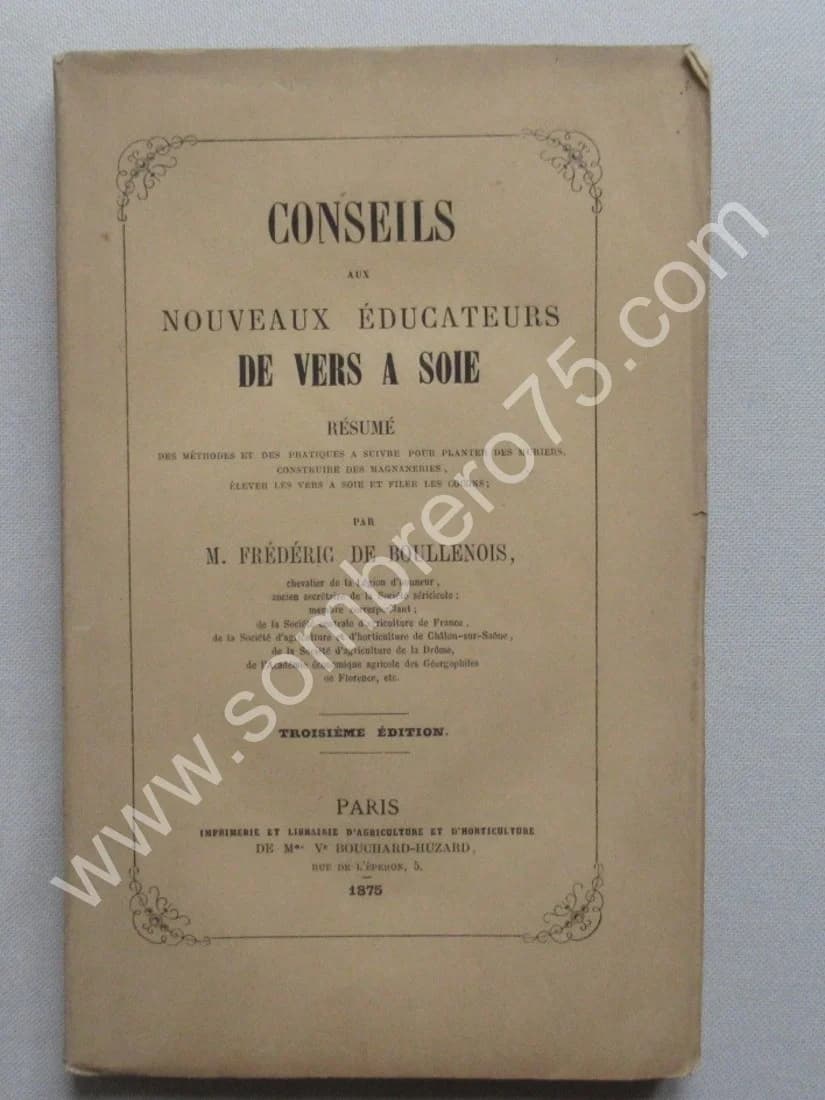 CONSEILS
AUX
NOUVEAUX ÉDUCATEURS
DE VERS A SOIE
RÉSUMÉ
DES MÉTHODES ET DES PRATIQUES A SUIVRE POUR PLANTER DES MURIERS,
CONSTRUIRE DES MAGNANERIES,
ÉLEVER LES VERS A SOIE ET FILER LES COCONS;
PAR
M. FRÉDÉRIC DE BOULLENOIS,
chevalier de la Légion d'honneur,
ancien secrétaire de la Société séricicole;
membre correspondant;
de la Société centrale d'agriculture de France,
de la Société d'agriculture et d'horticulture de Châlon-sur-Saône,
de la Société d'agriculture de la Drôme,
de l'Académie économique agricole des Géorgophiles
de Florence, etc.
TROISIÈME ÉDITION.
PARIS
IMPRIMERIE ET LIBRAIRIE D'AGRICULTURE ET D'HORTICULTURE
DE Mme Ve BOUCHARD-HUZARD,
RUE DE L'ÉPERON, 5.
1875
www.sombrero75.com